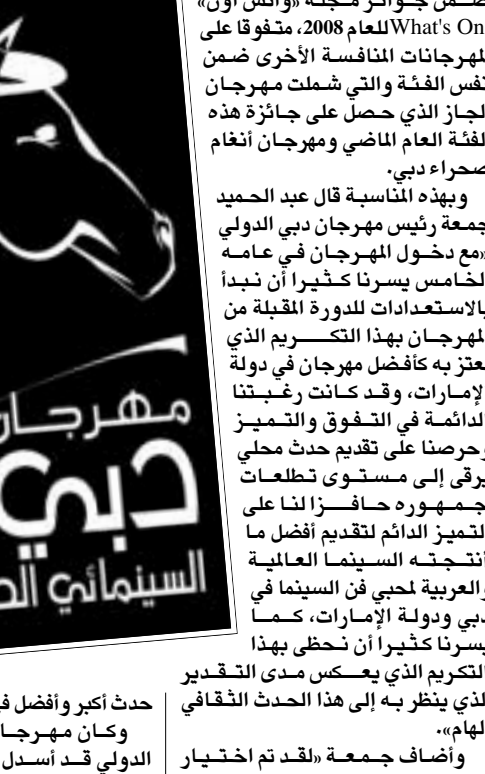 ضمن جوائز مجلة «واتس أون»
What's On للعام 2008، متفوقا على
المهرجانات المنافسة الأخرى ضمن
نفس الفئة والتي شملت مهرجان
الجاز الذي حصل على جائزة هذه
الفئة العام الماضي ومهرجان أنغام
صحراء دبي.
وبهذه المناسبة قال عبد الحميد
جمعة رئيس مهرجان دبي الدولي
«مع دخول المهرجان في عامه
الخامس يسرنا كثيرا أن نبدأ
بالاستعدادات للدورة المقبلة من
المهرجان بهذا التكريم الذي
نعتز به كأفضل مهرجان في دولة
الإمارات، وقد كانت رغبتنا
الدائمة في التفوق والتميز
وحرصنا على تقديم حدث محلي
يرقى إلى مستوى تطلعات
جمهوره حافزا لنا على
التميز الدائم لتقديم أفضل ما
أنتجته السينما العالمية
والعربية لمحبي فن السينما في
دبي ودولة الإمارات، كما
يسرنا كثيرا أن نحظى بهذا
التكريم الذي يعكس مدى التقدير
الذي ينظر به إلى هذا الحدث الثقافي
الهام».
وأضاف جمعة «لقد تم اختيار
مهرجان
دبي
السينمائي
حدث أكبر وأفضل
وكان
الدولي قد أسدل